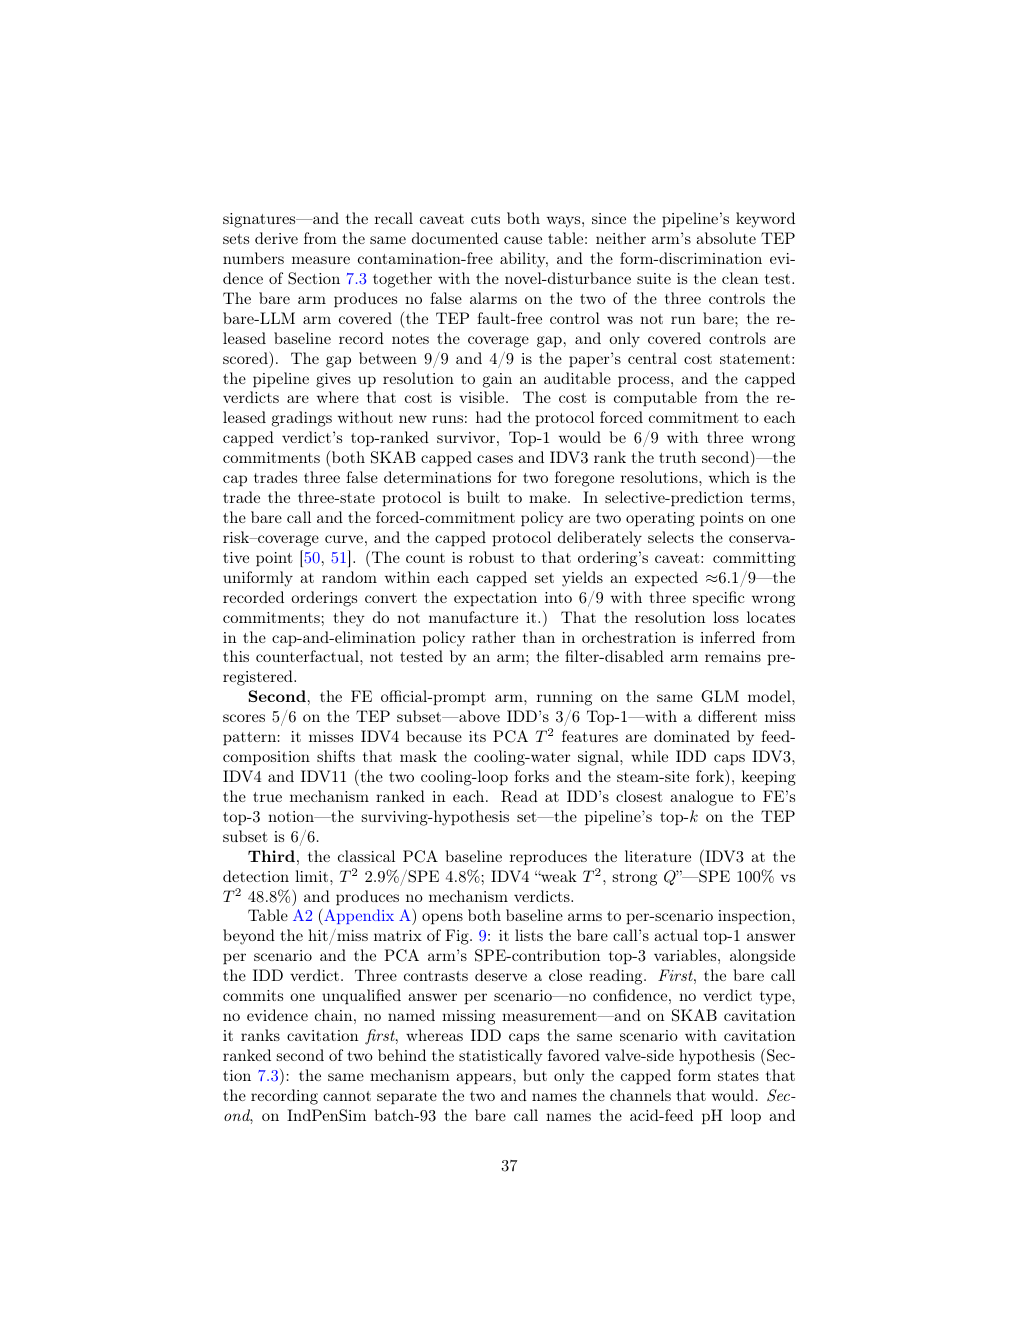 signatures—and the recall caveat cuts both ways, since the pipeline's keyword
sets derive from the same documented cause table: neither arm's absolute TEP
numbers measure contamination-free ability, and the form-discrimination evi-
dence of Section 7.3 together with the novel-disturbance suite is the clean test.
The bare arm produces no false alarms on the two of the three controls the
bare-LLM arm covered (the TEP fault-free control was not run bare; the re-
leased baseline record notes the coverage gap, and only covered controls are
scored). The gap between 9/9 and 4/9 is the paper's central cost statement:
the pipeline gives up resolution to gain an auditable process, and the capped
verdicts are where that cost is visible. The cost is computable from the re-
leased gradings without new runs: had the protocol forced commitment to each
capped verdict's top-ranked survivor, Top-1 would be 6/9 with three wrong
commitments (both SKAB capped cases and IDV3 rank the truth second)—the
cap trades three false determinations for two foregone resolutions, which is the
trade the three-state protocol is built to make. In selective-prediction terms,
the bare call and the forced-commitment policy are two operating points on one
risk–coverage curve, and the capped protocol deliberately selects the conserva-
tive point [50, 51]. (The count is robust to that ordering's caveat: committing
uniformly at random within each capped set yields an expected ≈6.1/9—the
recorded orderings convert the expectation into 6/9 with three specific wrong
commitments; they do not manufacture it.) That the resolution loss locates
in the cap-and-elimination policy rather than in orchestration is inferred from
this counterfactual, not tested by an arm; the filter-disabled arm remains pre-
registered.
Second, the FE official-prompt arm, running on the same GLM model,
scores 5/6 on the TEP subset—above IDD's 3/6 Top-1—with a different miss
pattern: it misses IDV4 because its PCA T² features are dominated by feed-
composition shifts that mask the cooling-water signal, while IDD caps IDV3,
IDV4 and IDV11 (the two cooling-loop forks and the steam-site fork), keeping
the true mechanism ranked in each. Read at IDD's closest analogue to FE's
top-3 notion—the surviving-hypothesis set—the pipeline's top-k on the TEP
subset is 6/6.
Third, the classical PCA baseline reproduces the literature (IDV3 at the
detection limit, T² 2.9%/SPE 4.8%; IDV4 “weak T², strong Q”—SPE 100% vs
T² 48.8%) and produces no mechanism verdicts.
Table A2 (Appendix A) opens both baseline arms to per-scenario inspection,
beyond the hit/miss matrix of Fig. 9: it lists the bare call's actual top-1 answer
per scenario and the PCA arm's SPE-contribution top-3 variables, alongside
the IDD verdict. Three contrasts deserve a close reading. First, the bare call
commits one unqualified answer per scenario—no confidence, no verdict type,
no evidence chain, no named missing measurement—and on SKAB cavitation
it ranks cavitation first, whereas IDD caps the same scenario with cavitation
ranked second of two behind the statistically favored valve-side hypothesis (Sec-
tion 7.3): the same mechanism appears, but only the capped form states that
the recording cannot separate the two and names the channels that would. Sec-
ond, on IndPenSim batch-93 the bare call names the acid-feed pH loop and
37